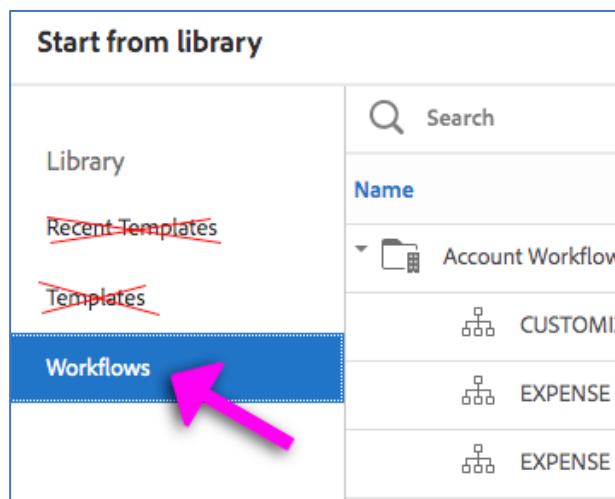 Start from library
Library
Recent Templates
Templates
Workflows
Search
Name
Account Workflow
CUSTOMI
EXPENSE
EXPENSE